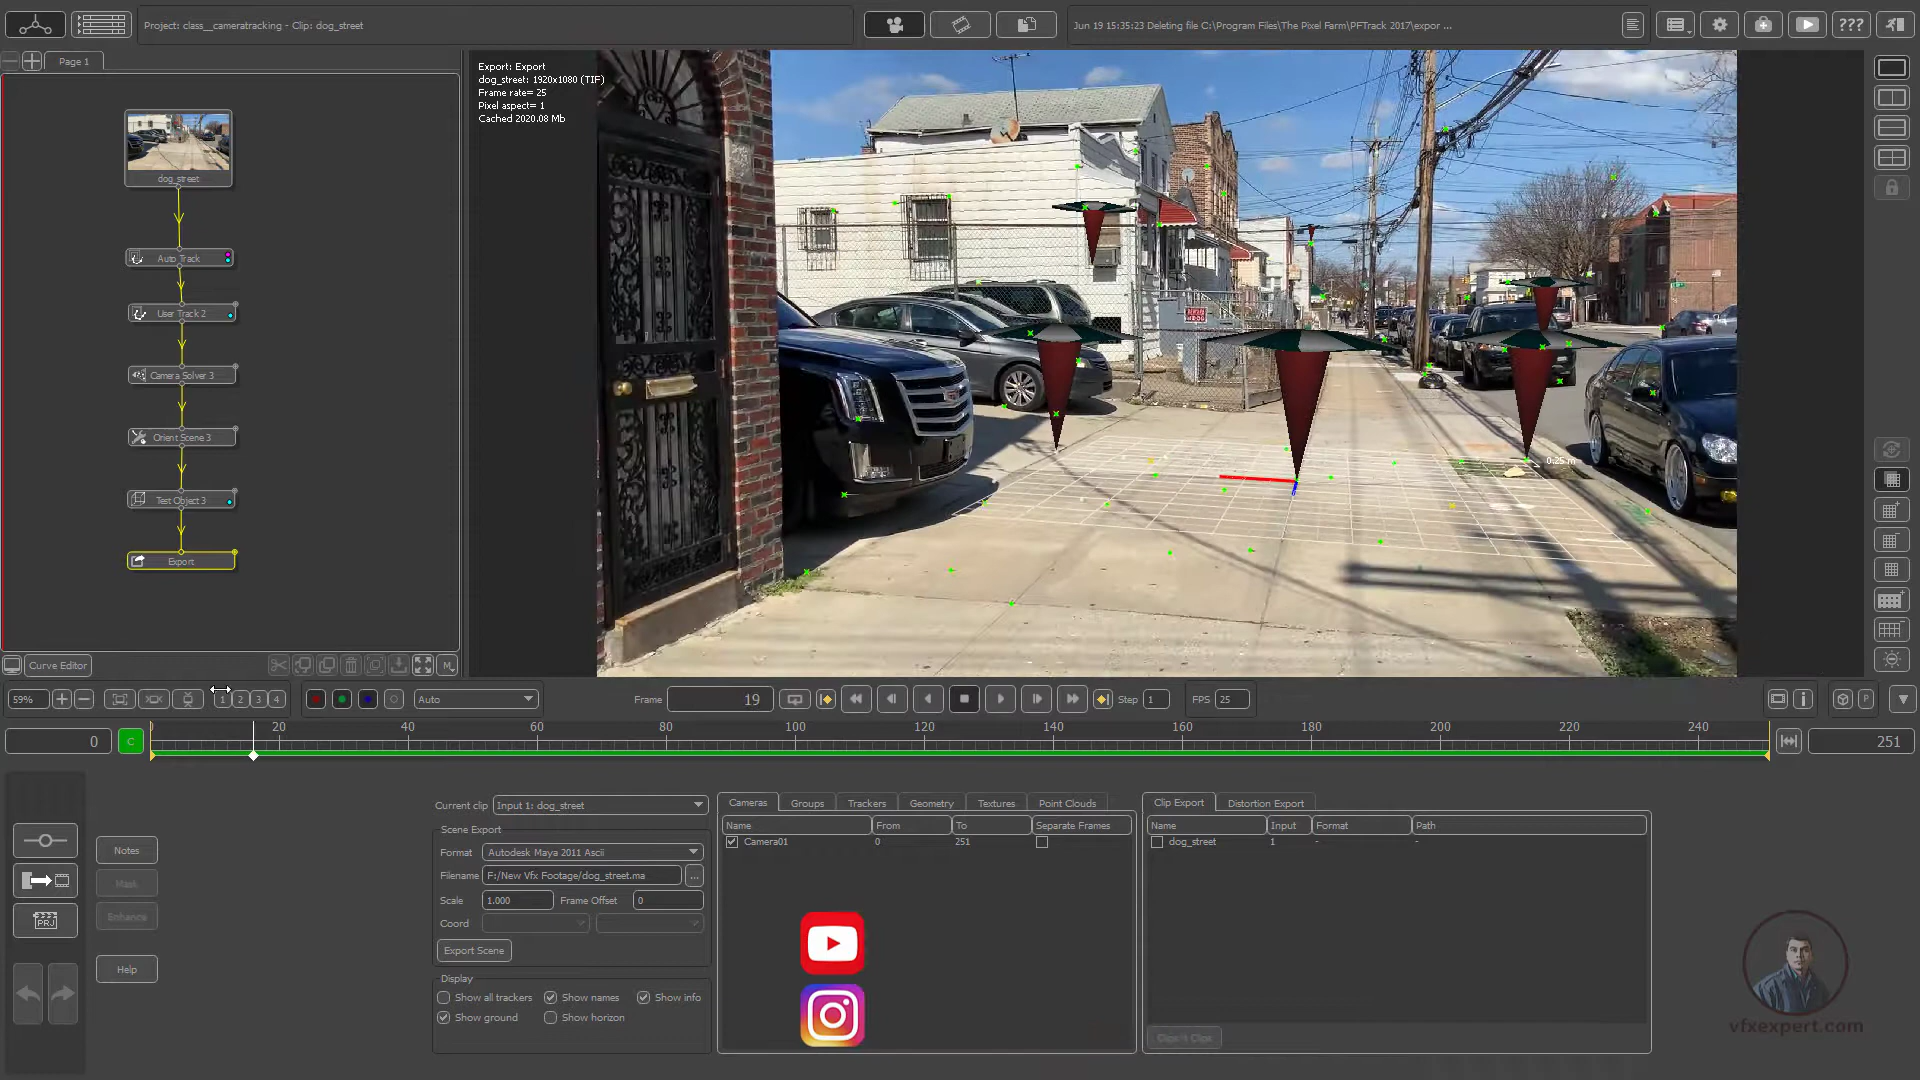 Project: class__cameratracking - Clip: dog_street
Jun 19 15:35:23 Deleting file C:\Program Files\The Pixel Farm\PFTrack 2017\expor ...
???
Page 1
dog_street
Auto Track
User Track 2
Camera Solver 3
Orient Scene 3
Test Object 3
Export
Export: Export
dog_street: 1920x1080 (TIF)
Frame rate= 25
Pixel aspect= 1
Cached 2020.08 Mb
0.25 m
Curve Editor
M
59%
1 2 3 4
Auto
Frame 19
Step 1
FPS 25
P
0
C
20 40 60 80 100 120 140 160 180 200 220 240
251
PRJ
Notes
Mask
Enhance
Help
Current clip Input 1: dog_street
Scene Export
Format Autodesk Maya 2011 Ascii
Filename F:/New Vfx Footage/dog_street.ma ...
Scale 1.000 Frame Offset 0
Coord
Export Scene
Display
Show all trackers Show names Show info
Show ground Show horizon
Cameras Groups Trackers Geometry Textures Point Clouds
Name From To Separate Frames
Camera01 0 251
Clip Export Distortion Export
Name Input Format Path
dog_street 1 - -
vfxexpert.com